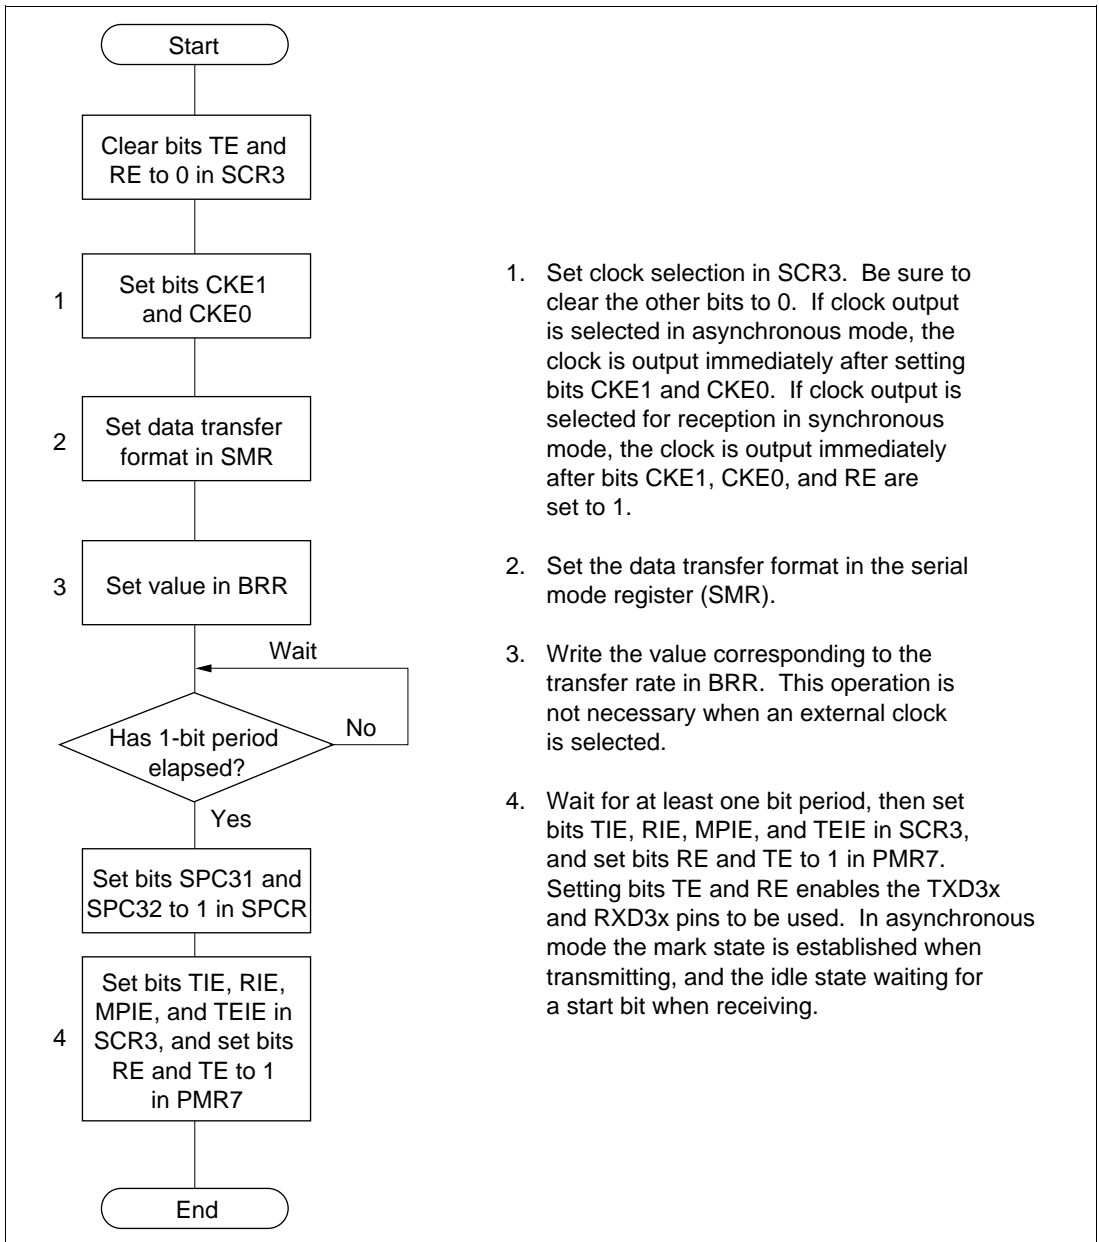 Start
Clear bits TE and
RE to 0 in SCR3
1
Set bits CKE1
and CKE0
2
Set data transfer
format in SMR
3
Set value in BRR
Wait
Has 1-bit period
elapsed?
No
Yes
Set bits SPC31 and
SPC32 to 1 in SPCR
4
Set bits TIE, RIE,
MPIE, and TEIE in
SCR3, and set bits
RE and TE to 1
in PMR7
End
1. Set clock selection in SCR3. Be sure to
clear the other bits to 0. If clock output
is selected in asynchronous mode, the
clock is output immediately after setting
bits CKE1 and CKE0. If clock output is
selected for reception in synchronous
mode, the clock is output immediately
after bits CKE1, CKE0, and RE are
set to 1.
2. Set the data transfer format in the serial
mode register (SMR).
3. Write the value corresponding to the
transfer rate in BRR. This operation is
not necessary when an external clock
is selected.
4. Wait for at least one bit period, then set
bits TIE, RIE, MPIE, and TEIE in SCR3,
and set bits RE and TE to 1 in PMR7.
Setting bits TE and RE enables the TXD3x
and RXD3x pins to be used. In asynchronous
mode the mark state is established when
transmitting, and the idle state waiting for
a start bit when receiving.